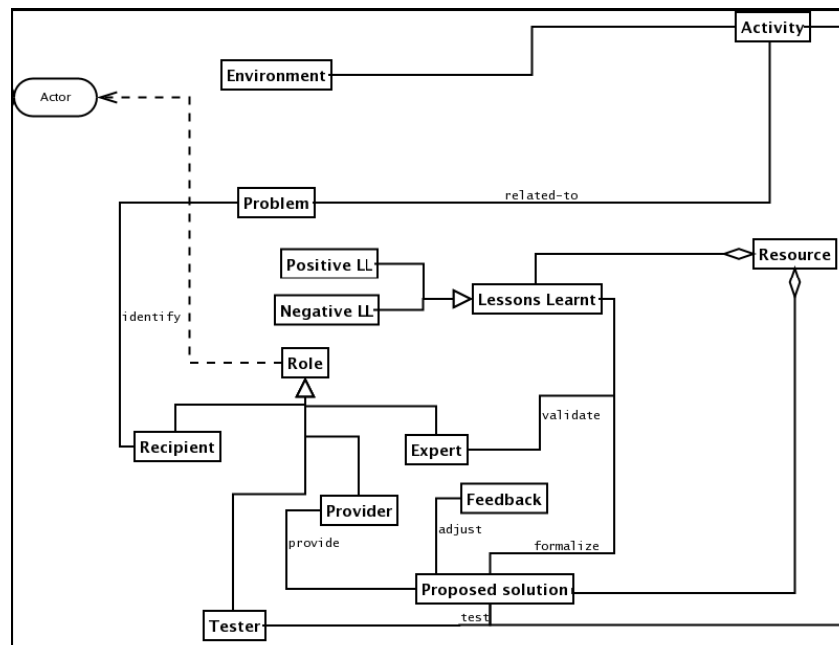 Activity
Environment
Actor
related-to
Problem
Resource
Positive LL
Lessons Learnt
Negative LL
identify
Role
validate
Recipient
Expert
Feedback
Provider
adjust
provide
formalize
Proposed solution
test
Tester